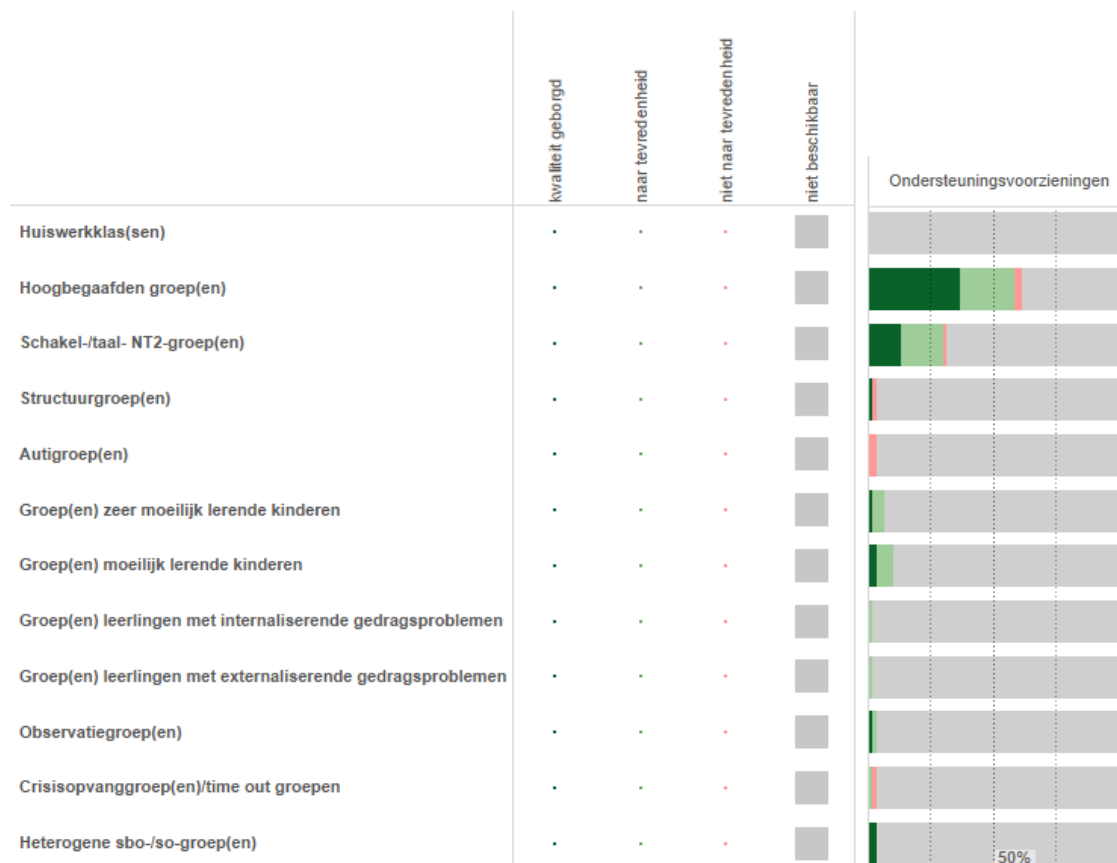 kwaliteit geborgd
naar tevredenheid
niet naar tevredenheid
niet beschikbaar
Ondersteuningsvoorzieningen
Huiswerkklas(sen)
Hoogbegaafden groep(en)
Schakel-/taal- NT2-groep(en)
Structuurgroep(en)
Autigroep(en)
Groep(en) zeer moeilijk lerende kinderen
Groep(en) moeilijk lerende kinderen
Groep(en) leerlingen met internaliserende gedragsproblemen
Groep(en) leerlingen met externaliserende gedragsproblemen
Observatiegroep(en)
Crisisopvanggroep(en)/time out groepen
Heterogene sbo-/so-groep(en)
50%